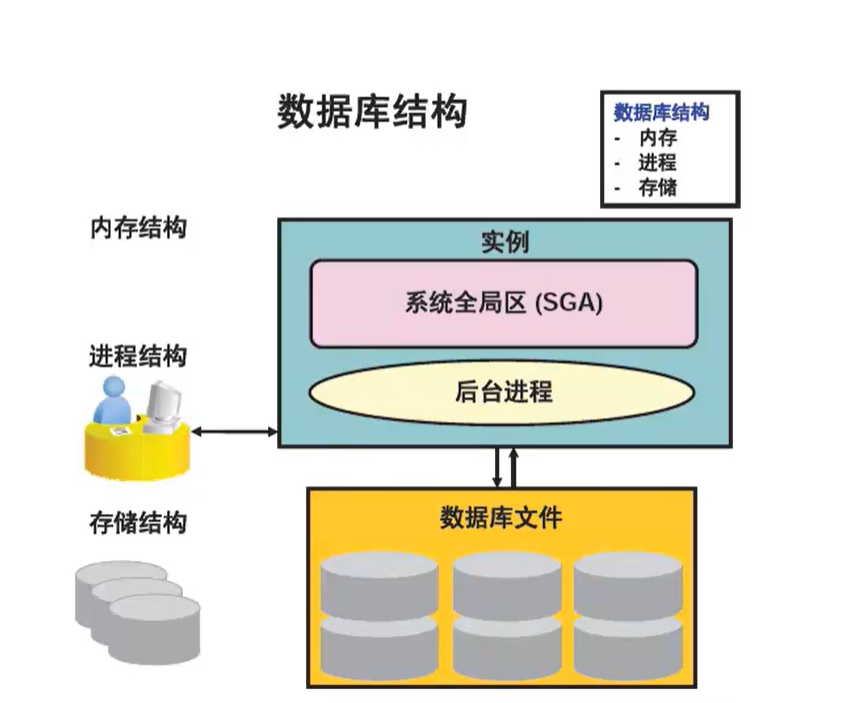 数据库结构
数据库结构
- 内存
- 进程
- 存储
内存结构
实例
系统全局区 (SGA)
进程结构
后台进程
存储结构
数据库文件